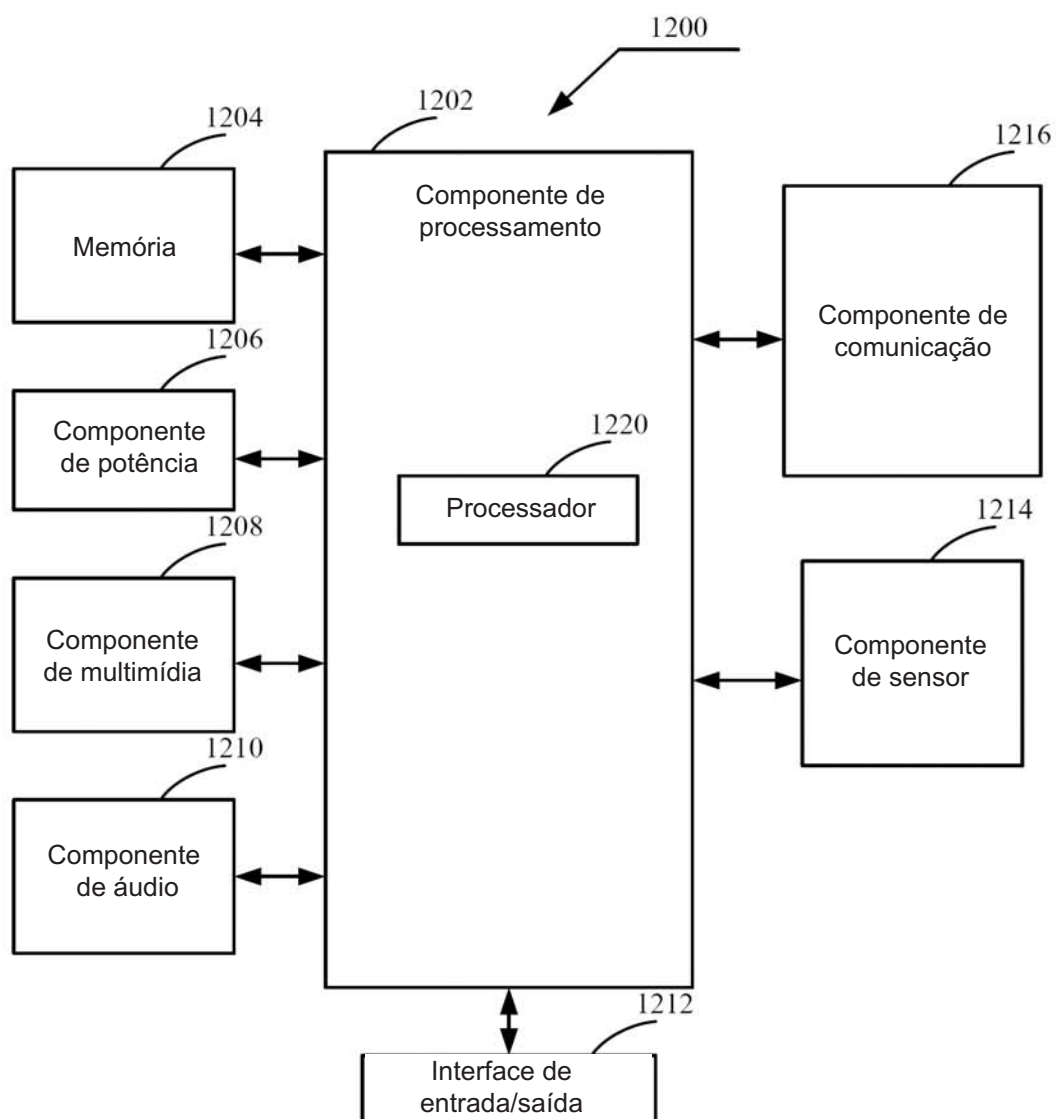 1200
1202
1204
1216
Componente de
processamento
Memória
Componente de
comunicação
1206
Componente
de potência
1220
Processador
1208
1214
Componente
de multimídia
Componente
de sensor
1210
Componente
de áudio
1212
Interface de
entrada/saída